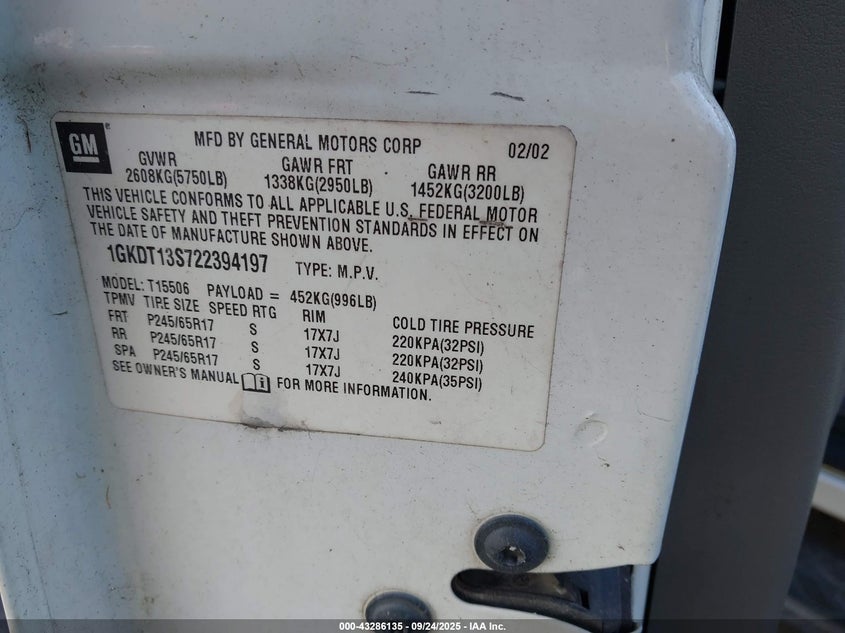 GM ®
MFD BY GENERAL MOTORS CORP 02/02
GVWR GAWR FRT GAWR RR
2608KG(5750LB) 1338KG(2950LB) 1452KG(3200LB)
THIS VEHICLE CONFORMS TO ALL APPLICABLE U.S. FEDERAL MOTOR
VEHICLE SAFETY AND THEFT PREVENTION STANDARDS IN EFFECT ON
THE DATE OF MANUFACTURE SHOWN ABOVE.
1GKDT13S722394197 TYPE: M.P.V.
MODEL: T15506 PAYLOAD = 452KG(996LB)
TPMV TIRE SIZE SPEED RTG RIM COLD TIRE PRESSURE
FRT P245/65R17 S 17X7J 220KPA(32PSI)
RR P245/65R17 S 17X7J 220KPA(32PSI)
SPA P245/65R17 S 17X7J 240KPA(35PSI)
SEE OWNER'S MANUAL FOR MORE INFORMATION.
000-43286135 - 09/24/2025 - IAA Inc.